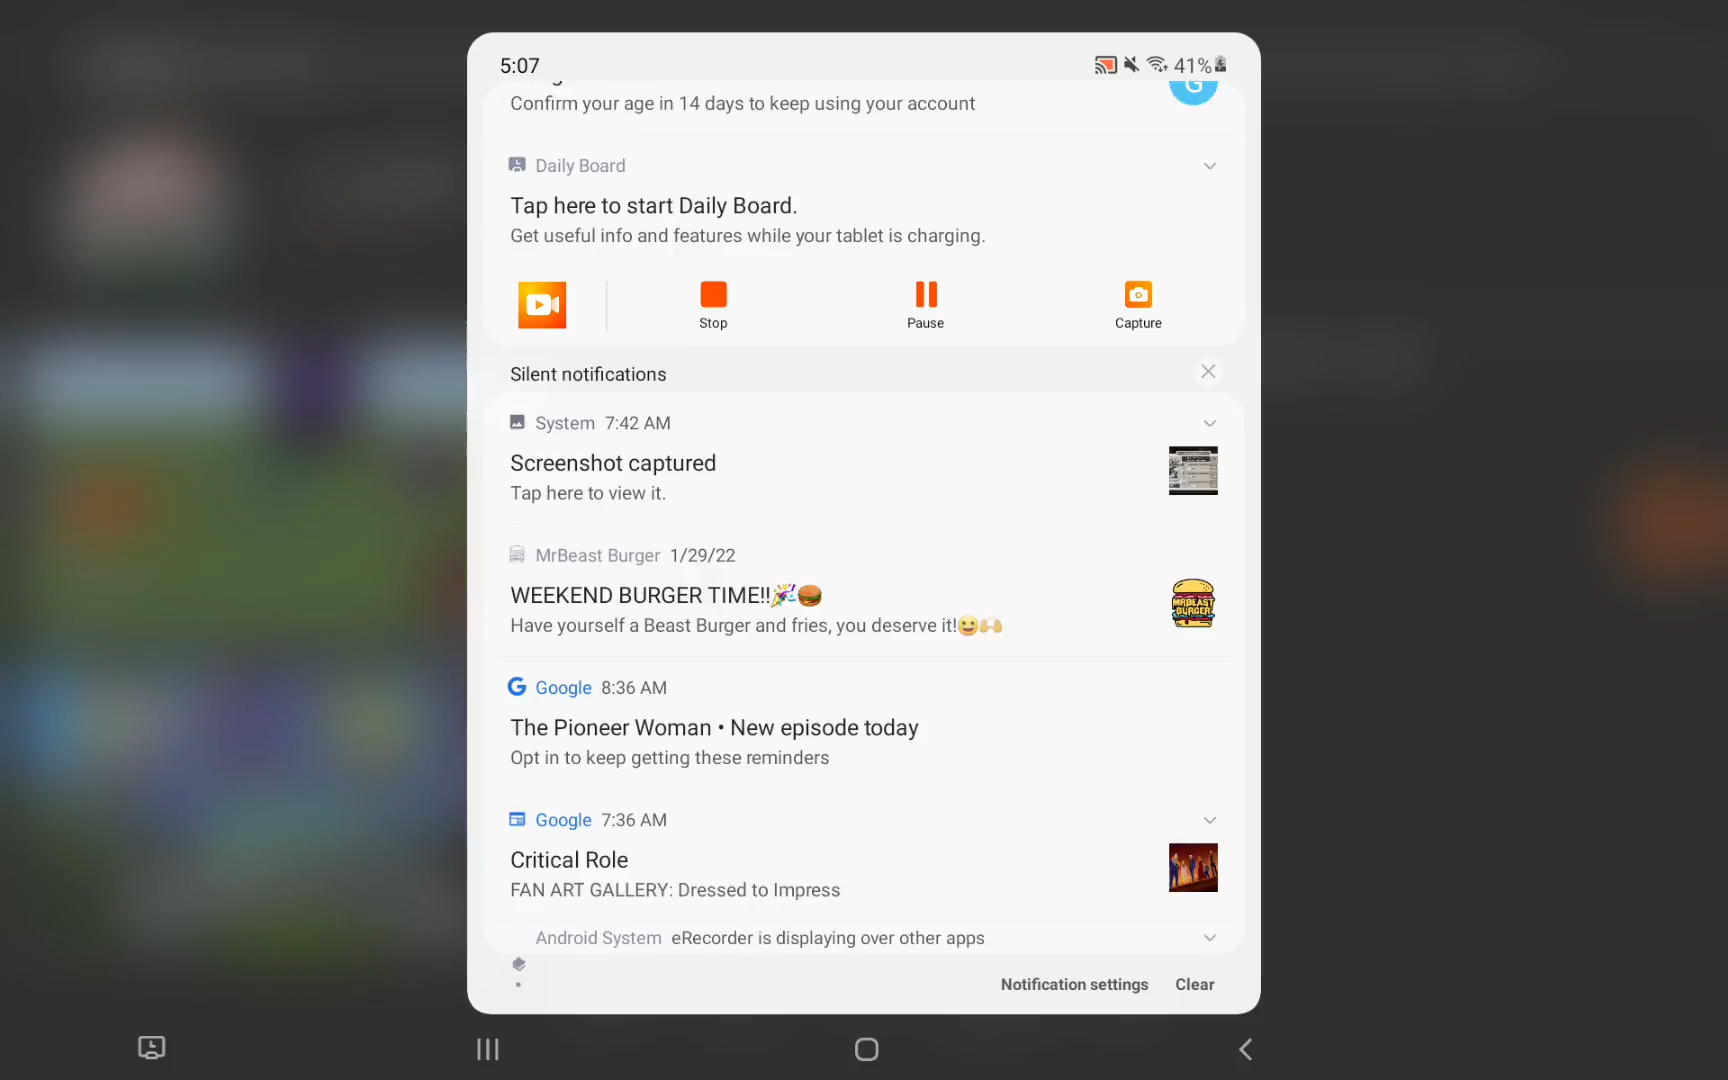 5:07
41%
Confirm your age in 14 days to keep using your account
G
Daily Board
Tap here to start Daily Board.
Get useful info and features while your tablet is charging.
Stop
Pause
Capture
Silent notifications
System 7:42 AM
Screenshot captured
Tap here to view it.
MrBeast Burger 1/29/22
WEEKEND BURGER TIME!!🎉🍔
Have yourself a Beast Burger and fries, you deserve it!😀🙌
MRBEAST
BURGER
G Google 8:36 AM
The Pioneer Woman • New episode today
Opt in to keep getting these reminders
Google 7:36 AM
Critical Role
FAN ART GALLERY: Dressed to Impress
Android System eRecorder is displaying over other apps
Notification settings
Clear